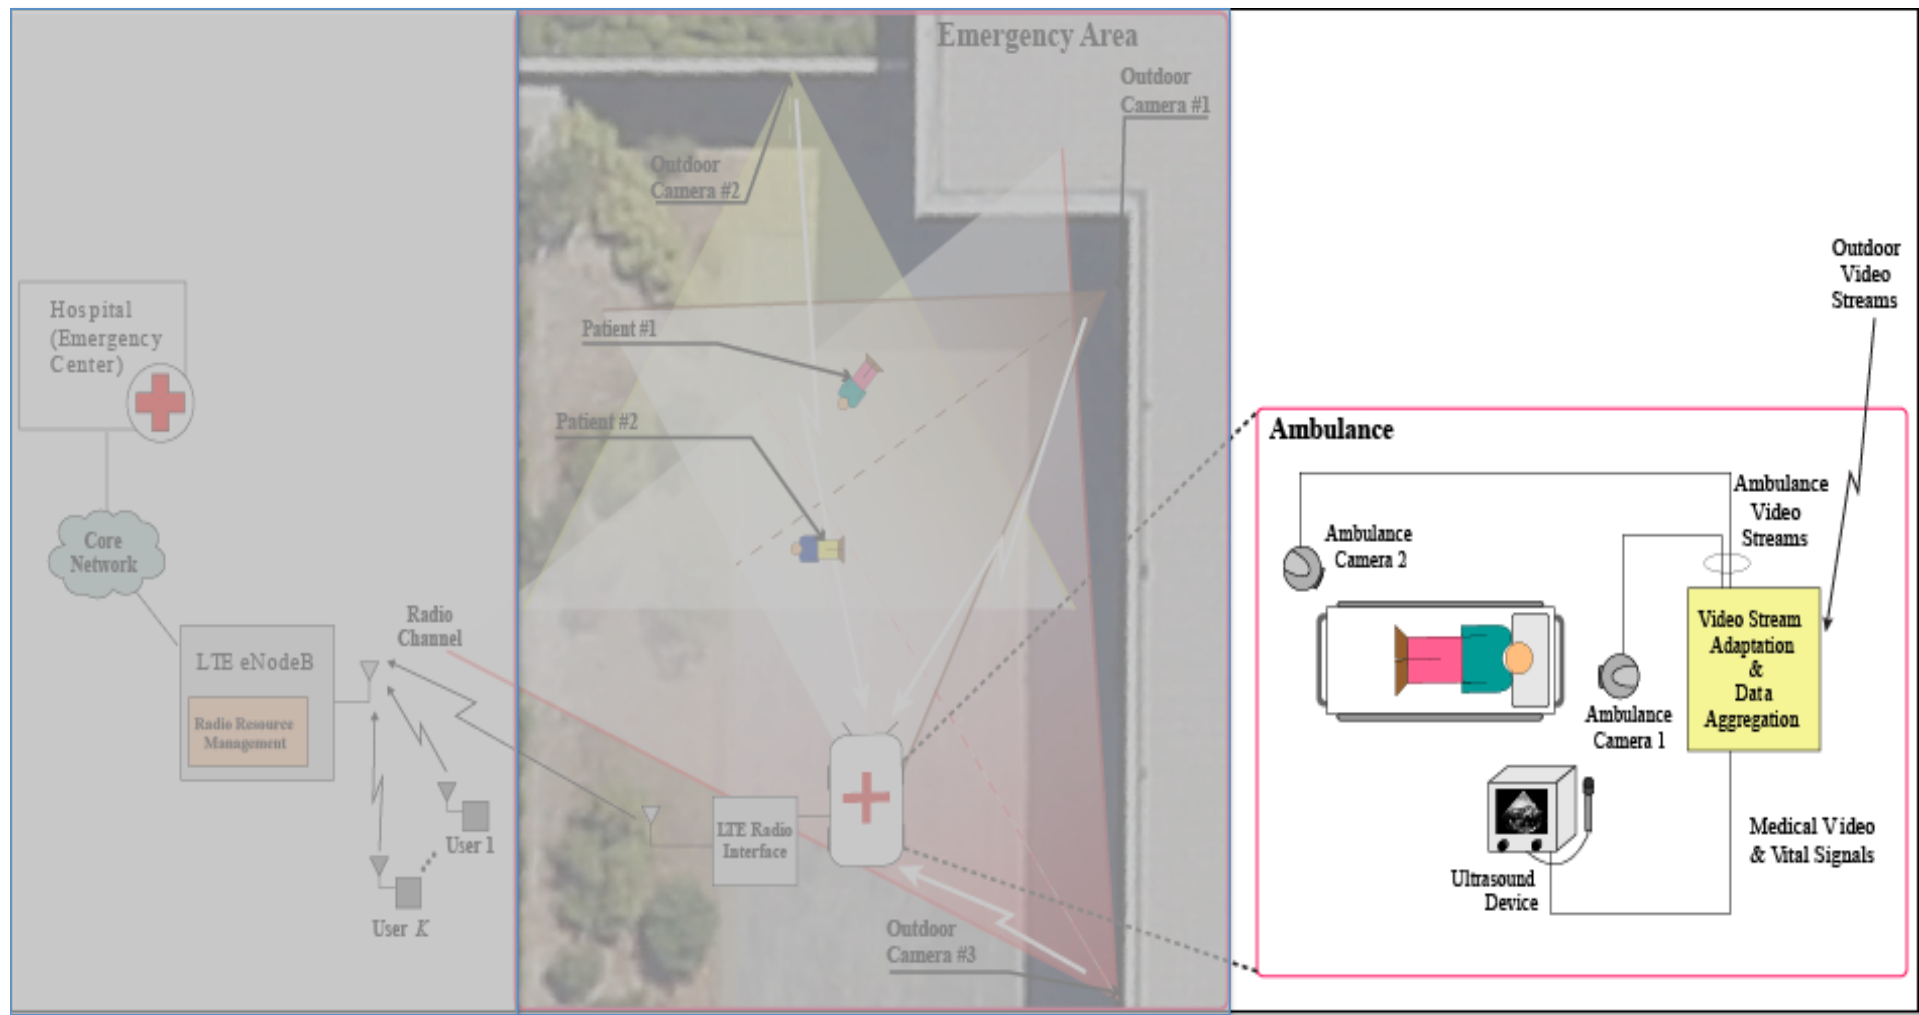 Emergency Area
Outdoor
Camera #1
Outdoor
Camera #2
Patient #1
Patient #2
Hospital
(Emergency
Center)
Core
Network
Radio
Channel
LTE eNodeB
Radio Resource
Management
User 1
User K
LTE Radio
Interface
Outdoor
Camera #3
Outdoor
Video
Streams
Ambulance
Ambulance
Video
Streams
Ambulance
Camera 2
Video Stream
Adaptation
&
Data
Aggregation
Ambulance
Camera 1
Medical Video
& Vital Signals
Ultrasound
Device